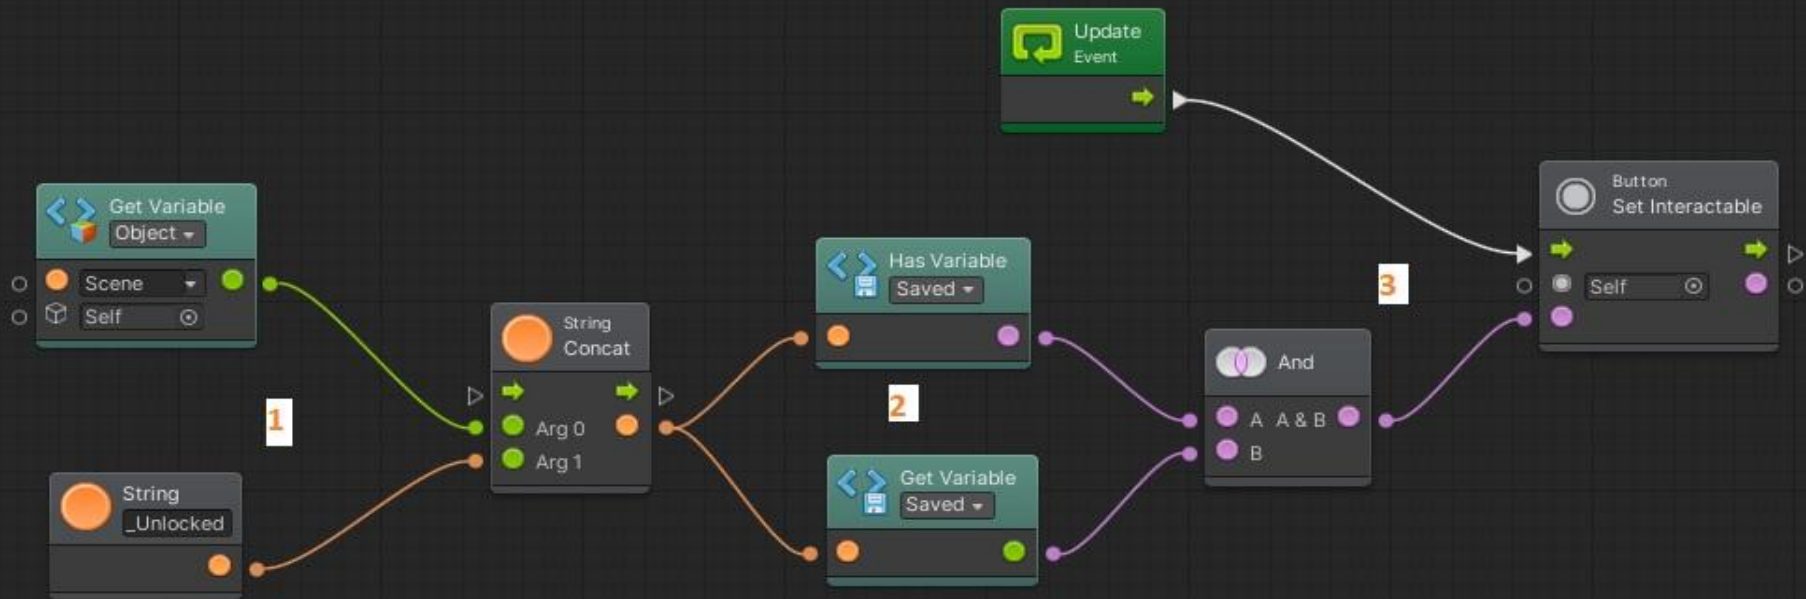 Update
Event
Get Variable
Object
Scene
Self
1
String
_Unlocked
String
Concat
Arg 0
Arg 1
Has Variable
Saved
2
Get Variable
Saved
And
A A & B
B
3
Button
Set Interactable
Self